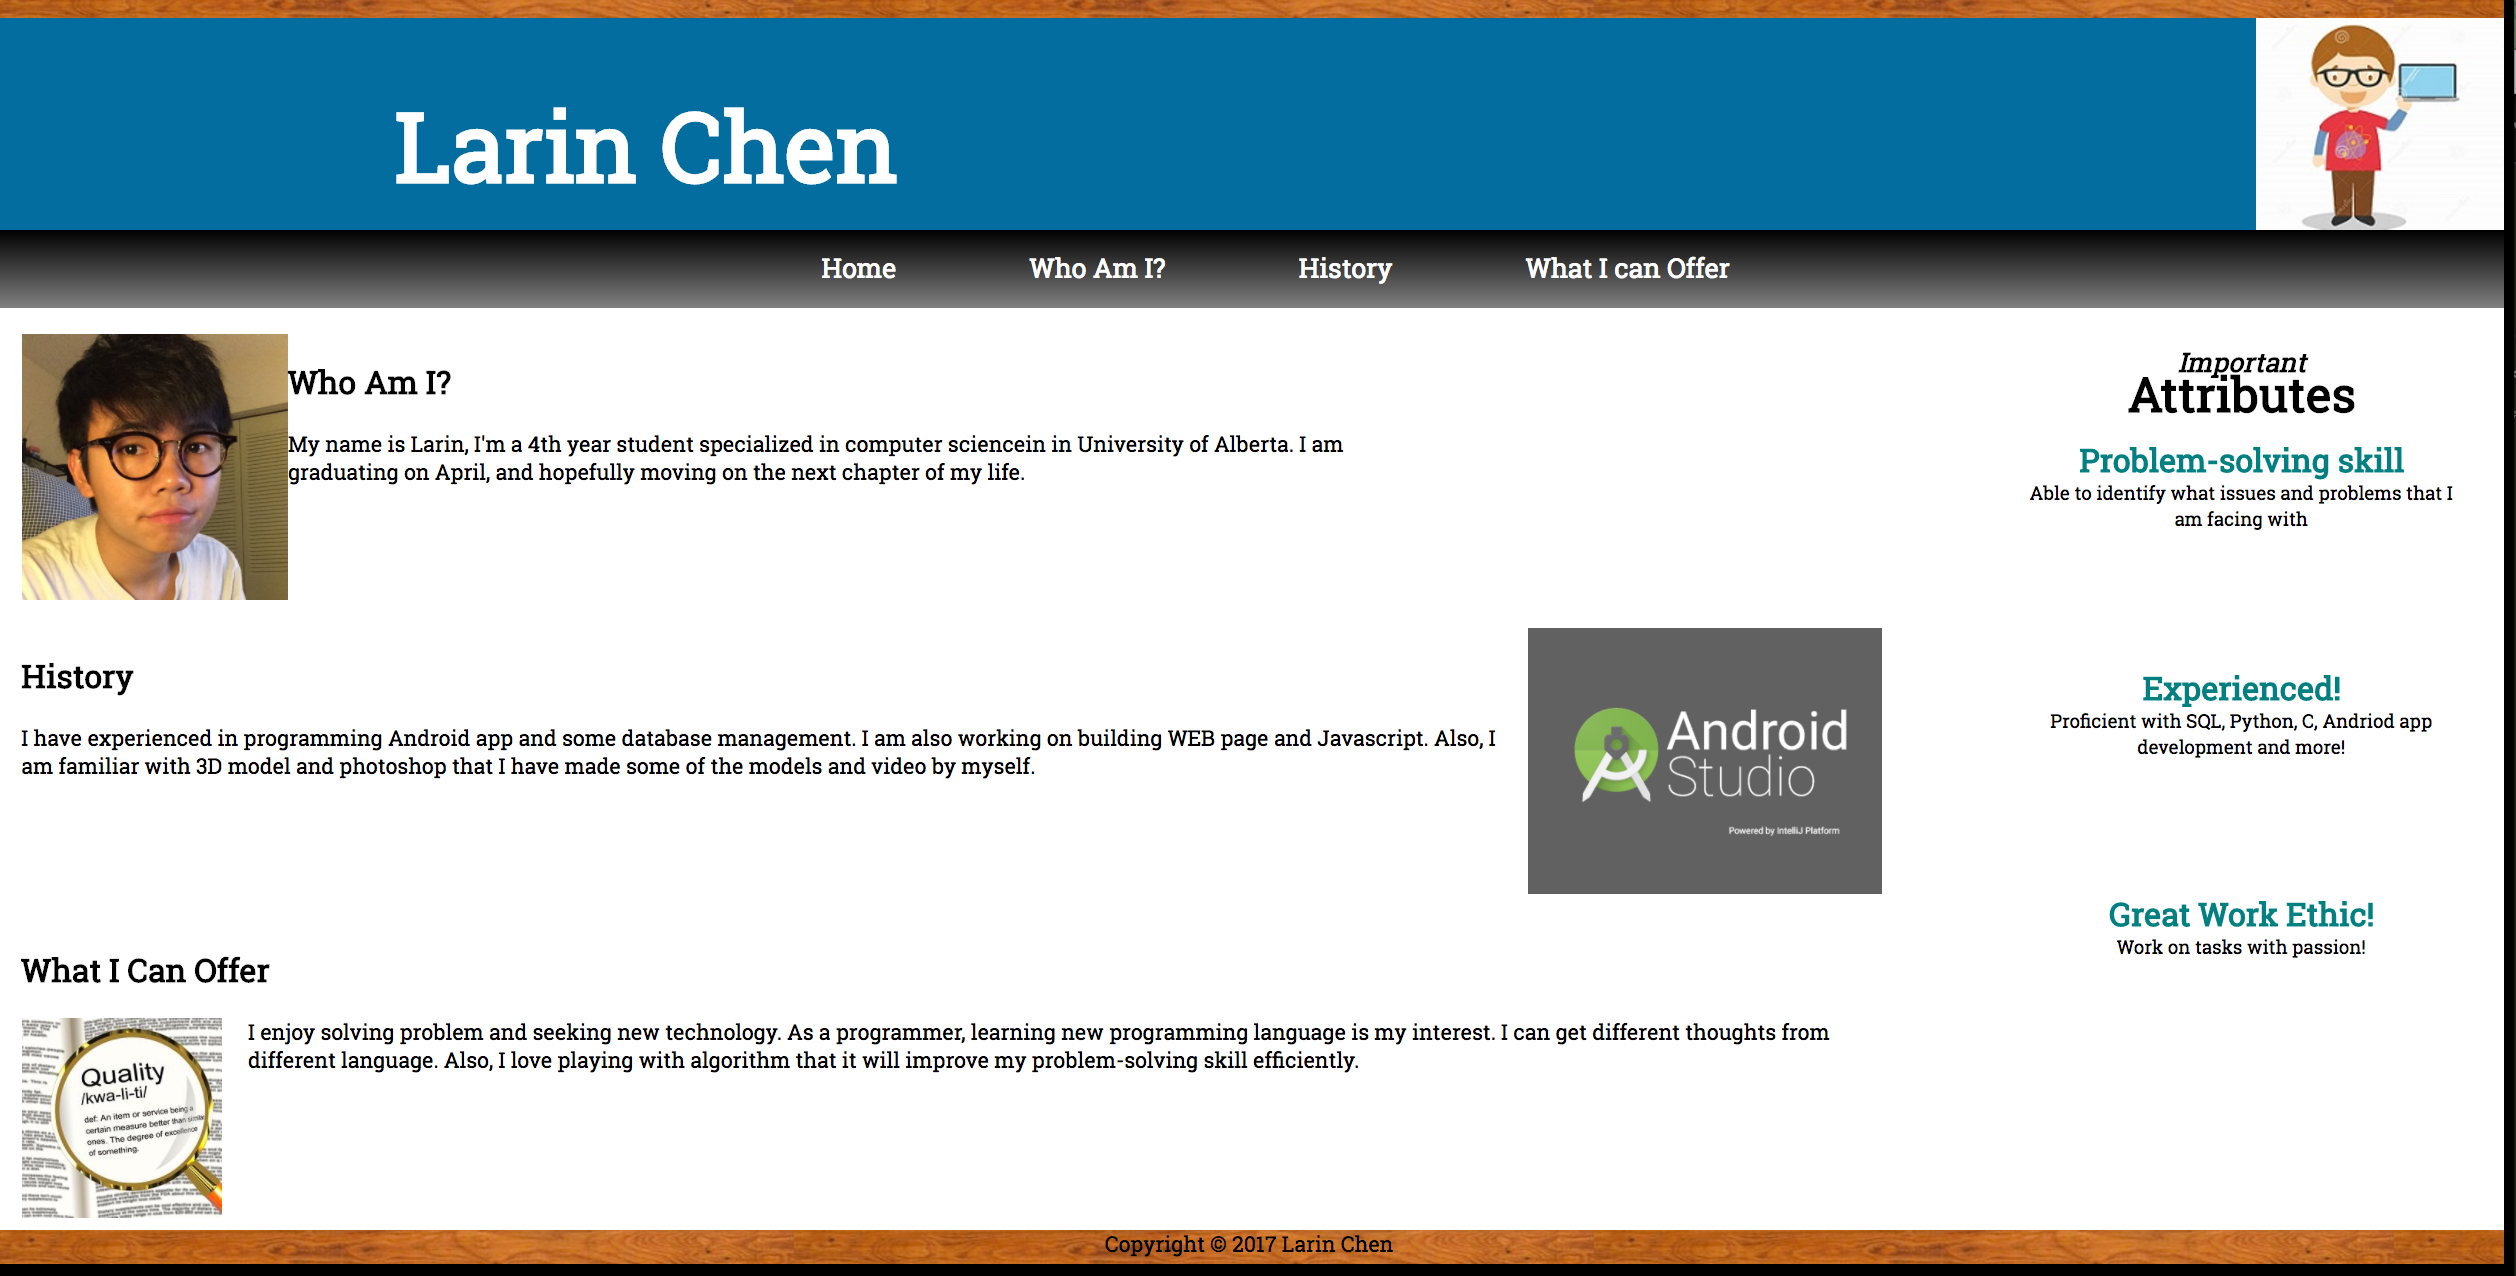 Larin Chen
Home
Who Am I?
History
What I can Offer
Who Am I?
My name is Larin, I'm a 4th year student specialized in computer sciencein in University of Alberta. I am
graduating on April, and hopefully moving on the next chapter of my life.
History
I have experienced in programming Android app and some database management. I am also working on building WEB page and Javascript. Also, I
am familiar with 3D model and photoshop that I have made some of the models and video by myself.
Android
Studio
Powered by IntelliJ Platform
What I Can Offer
Quality
/kwa-li-ti/
def: An item or service being a
certain measure better than similar
ones. The degree of excellence
of something.
I enjoy solving problem and seeking new technology. As a programmer, learning new programming language is my interest. I can get different thoughts from
different language. Also, I love playing with algorithm that it will improve my problem-solving skill efficiently.
Important
Attributes
Problem-solving skill
Able to identify what issues and problems that I
am facing with
Experienced!
Proficient with SQL, Python, C, Andriod app
development and more!
Great Work Ethic!
Work on tasks with passion!
Copyright © 2017 Larin Chen